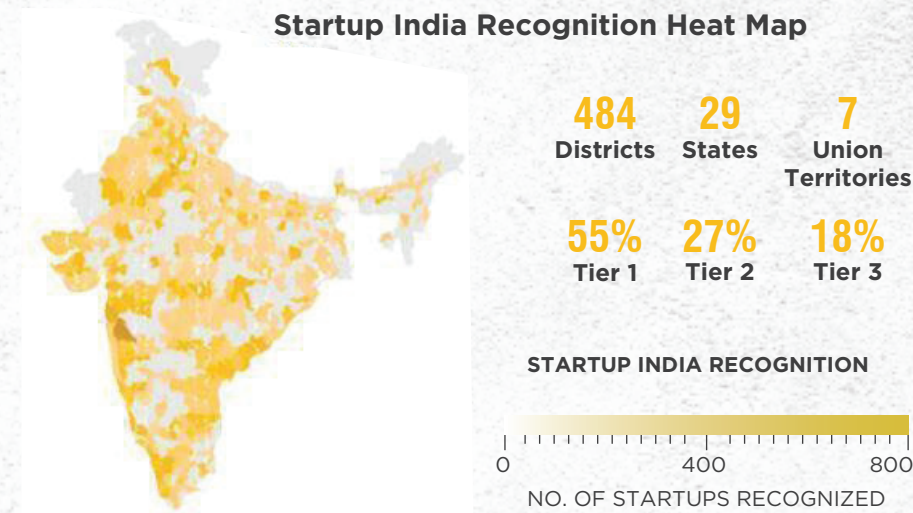 Startup India Recognition Heat Map
484 29 7
Districts States Union
Territories
55% 27% 18%
Tier 1 Tier 2 Tier 3
STARTUP INDIA RECOGNITION
0 400 800
NO. OF STARTUPS RECOGNIZED